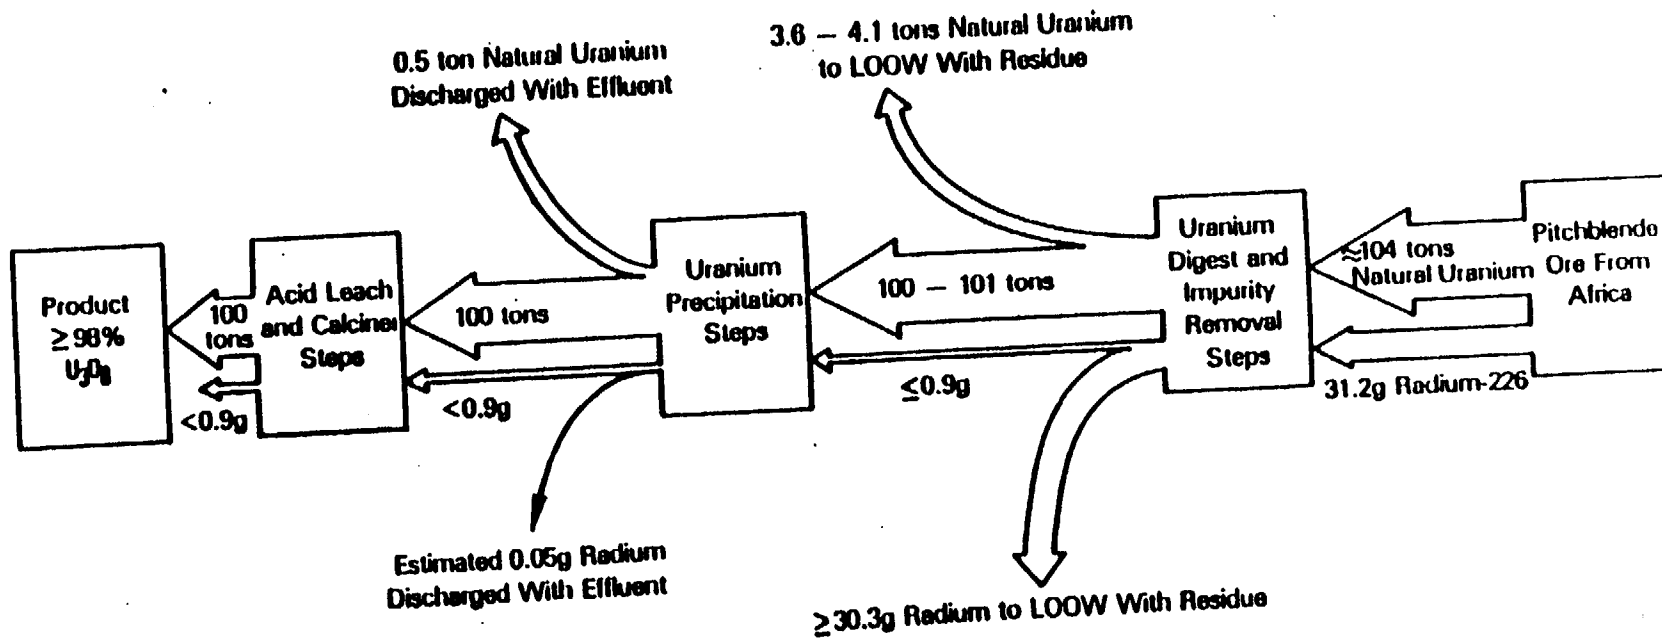 0.5 ton Natural Uranium
Discharged With Effluent
3.6 – 4.1 tons Natural Uranium
to LOOW With Residue
Product
≥98%
U₃O₈
100
tons
<0.9g
Acid Leach
and Calciner
Steps
100 tons
<0.9g
Uranium
Precipitation
Steps
100 – 101 tons
≤0.9g
Uranium
Digest and
Impurity
Removal
Steps
≈104 tons
Natural Uranium
31.2g Radium-226
Pitchblende
Ore From
Africa
Estimated 0.05g Radium
Discharged With Effluent
≥30.3g Radium to LOOW With Residue